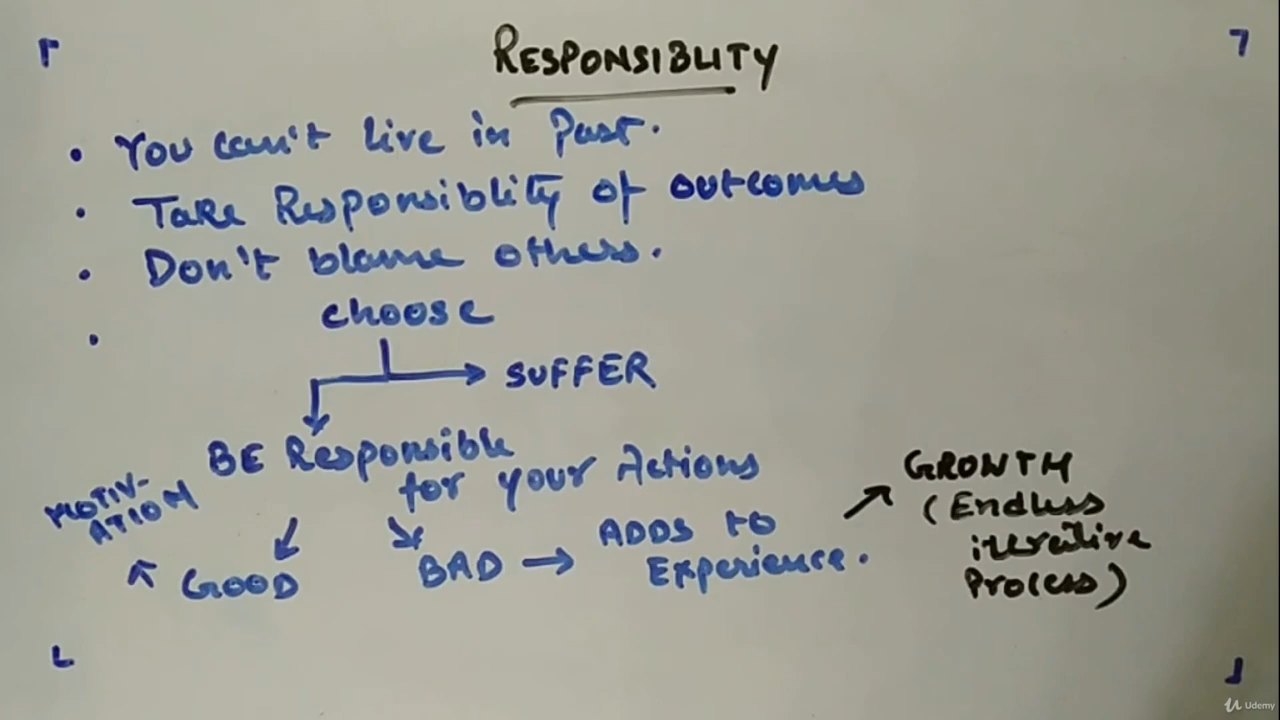 RESPONSIBLITY
• You can't live in Past.
• Take Responsiblity of outcomes
• Don't blame others.
•
choose
SUFFER
BE Responsible
for your Actions
MOTIV-
ATION
GOOD
BAD
ADDS to
Experience.
GROWTH
(Endless
iterative
Process)
Udemy